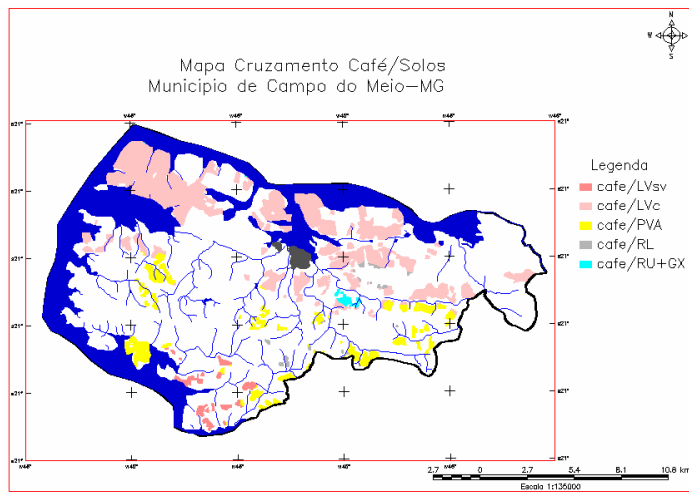 N
W E
S
Mapa Cruzamento Café/Solos
Municipio de Campo do Meio-MG
Legenda
cafe/LVsv
cafe/LVc
cafe/PVA
cafe/RL
cafe/RU+GX
2.7 0 2.7 5.4 8.1 10.8 km
Escala 1:135000